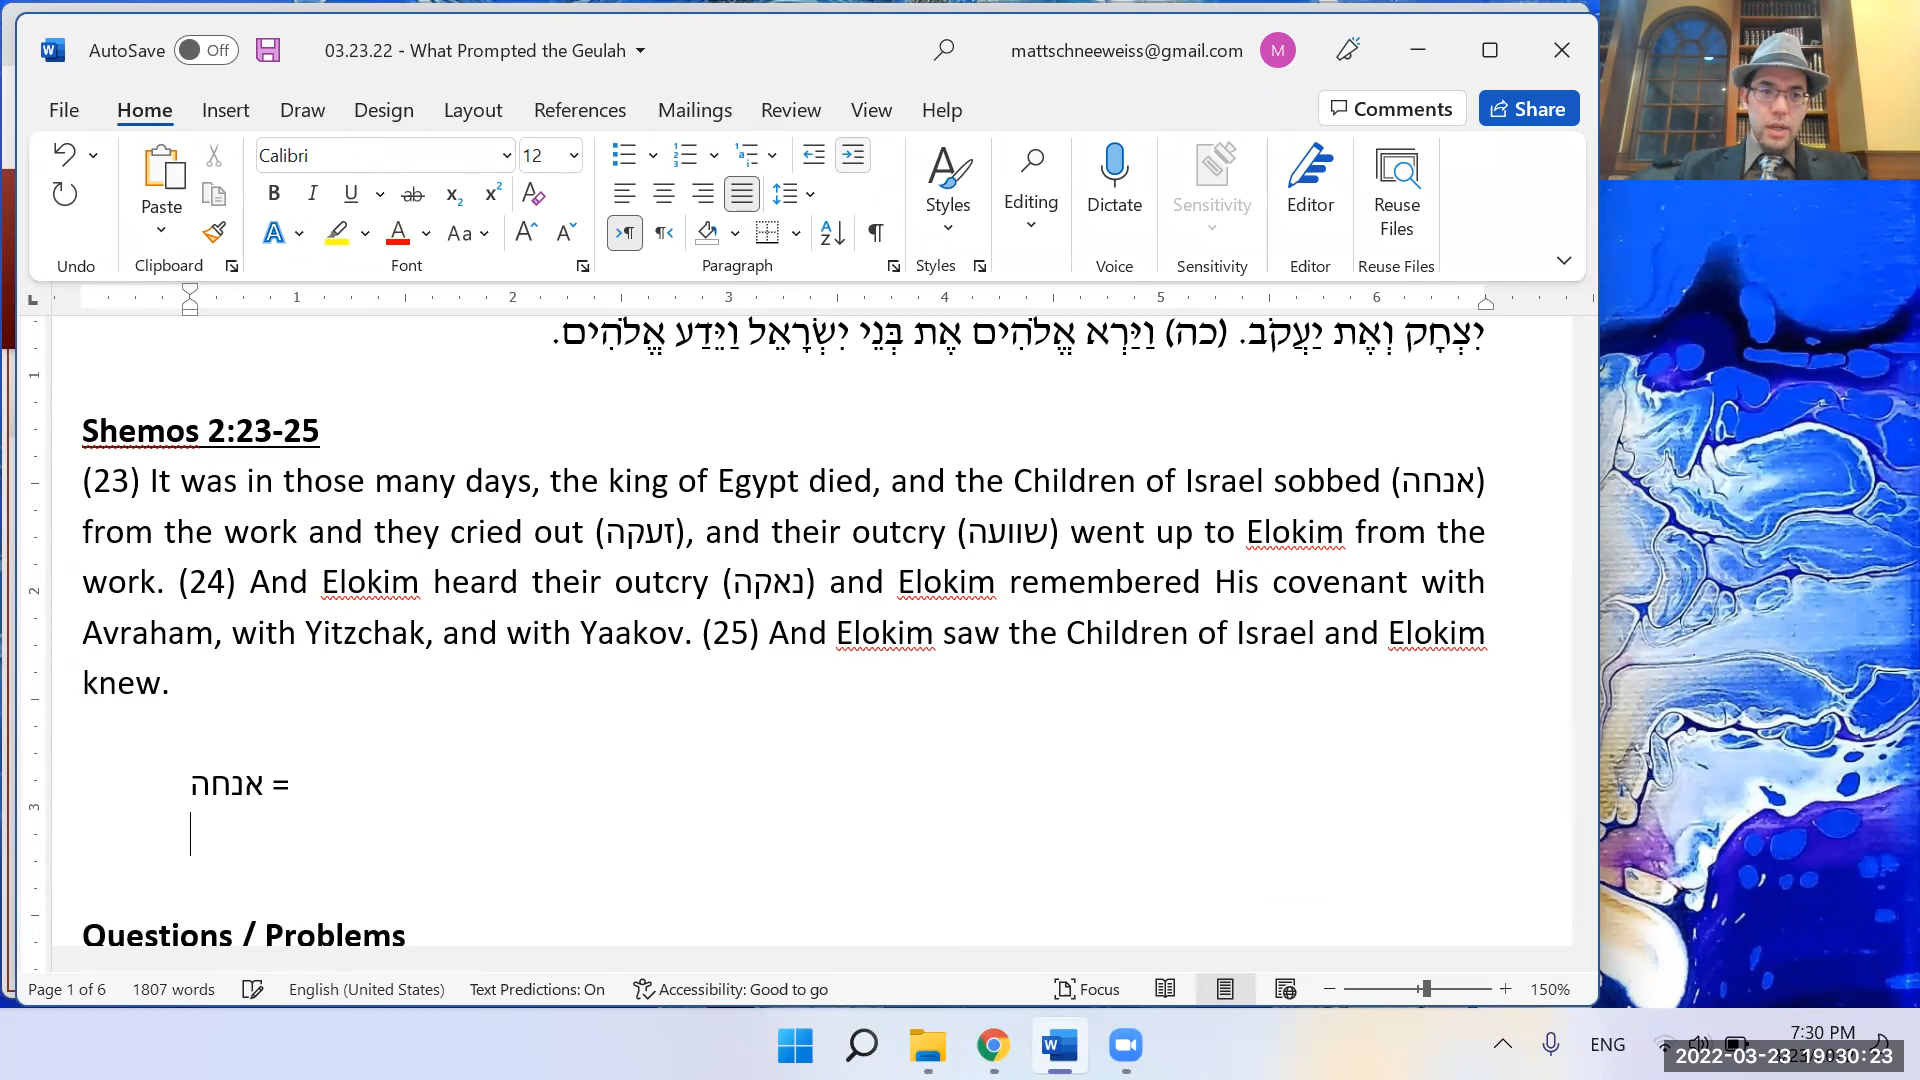 AutoSave Off 03.23.22 - What Prompted the Geulah mattschneeweiss@gmail.com M
File Home Insert Draw Design Layout References Mailings Review View Help Comments Share
Calibri 12
Paste Styles Editing Dictate Sensitivity Editor Reuse Files
Undo Clipboard Font Paragraph Styles Voice Sensitivity Editor Reuse Files
1 2 3 4 5 6
יִצְחָק וְאֶת יַעֲקֹב. (כה) וַיַּרְא אֱלֹהִים אֶת בְּנֵי יִשְׂרָאֵל וַיֵּדַע אֱלֹהִים.
Shemos 2:23-25
(23) It was in those many days, the king of Egypt died, and the Children of Israel sobbed (אנחה)
from the work and they cried out (זעקה), and their outcry (שוועה) went up to Elokim from the
work. (24) And Elokim heard their outcry (נאקה) and Elokim remembered His covenant with
Avraham, with Yitzchak, and with Yaakov. (25) And Elokim saw the Children of Israel and Elokim
knew.
אנחה =
Questions / Problems
Page 1 of 6 1807 words English (United States) Text Predictions: On Accessibility: Good to go Focus 150%
ENG 7:30 PM
2022-03-23 19:30:23